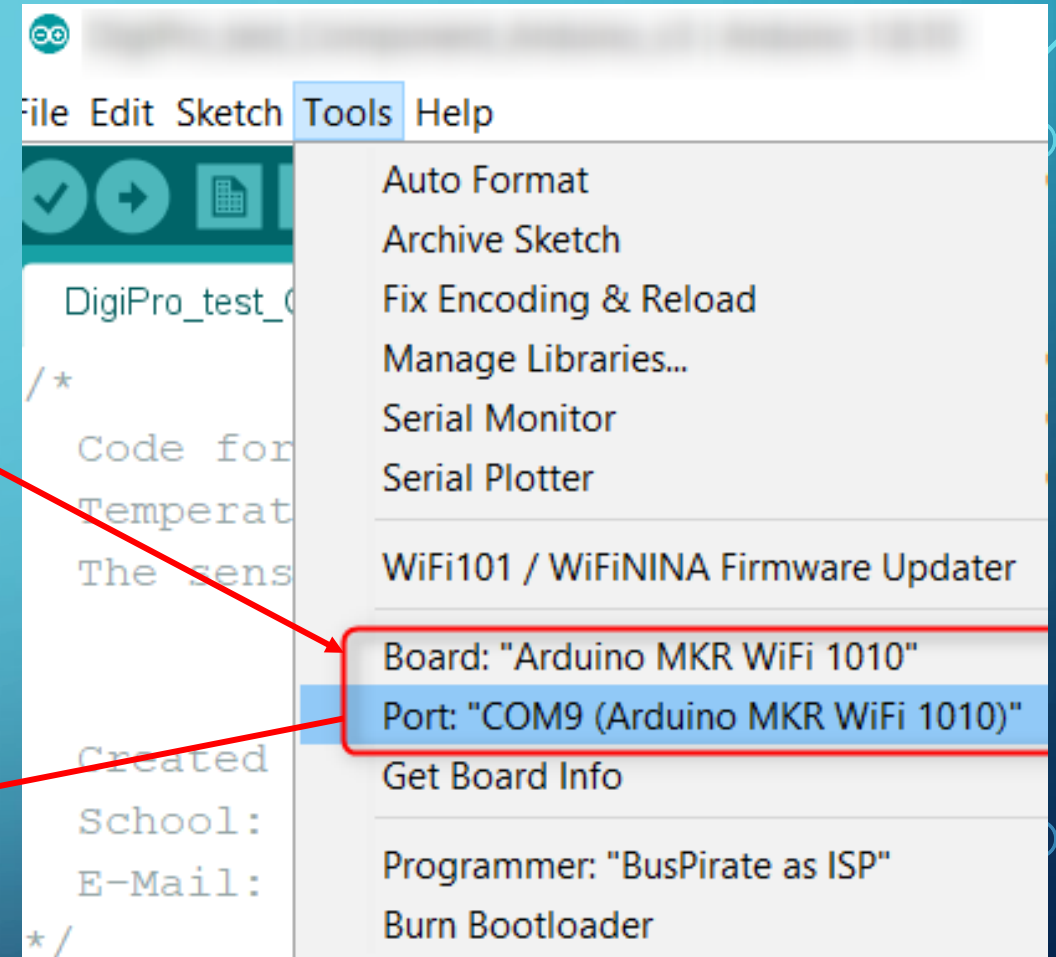 File Edit Sketch Tools Help
Auto Format
Archive Sketch
Fix Encoding & Reload
Manage Libraries...
Serial Monitor
Serial Plotter
WiFi101 / WiFiNINA Firmware Updater
Board: "Arduino MKR WiFi 1010"
Port: "COM9 (Arduino MKR WiFi 1010)"
Get Board Info
Programmer: "BusPirate as ISP"
Burn Bootloader
DigiPro_test_
/*
Code for
Temperat
The sens
Created
School:
E-Mail:
*/